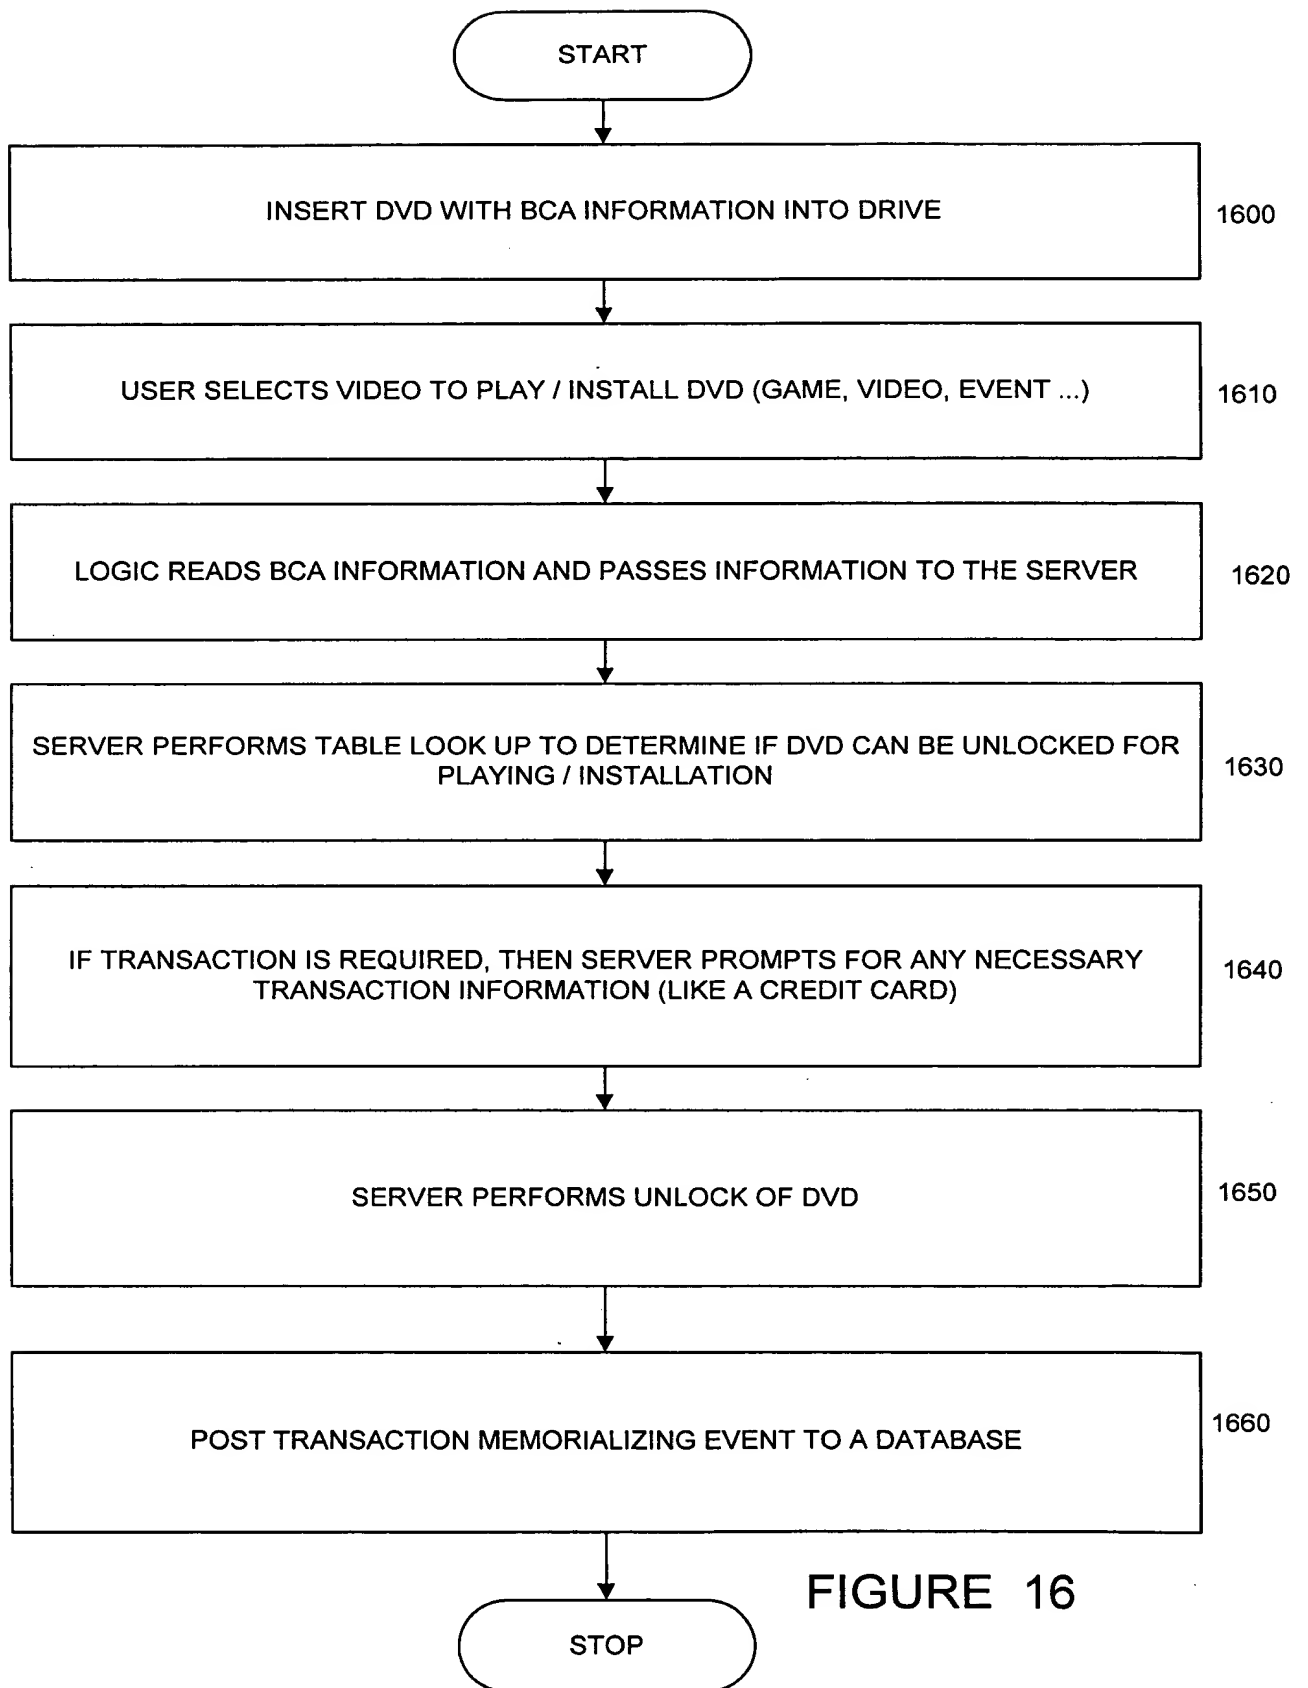 START
INSERT DVD WITH BCA INFORMATION INTO DRIVE
1600
USER SELECTS VIDEO TO PLAY / INSTALL DVD (GAME, VIDEO, EVENT ...)
1610
LOGIC READS BCA INFORMATION AND PASSES INFORMATION TO THE SERVER
1620
SERVER PERFORMS TABLE LOOK UP TO DETERMINE IF DVD CAN BE UNLOCKED FOR
PLAYING / INSTALLATION
1630
IF TRANSACTION IS REQUIRED, THEN SERVER PROMPTS FOR ANY NECESSARY
TRANSACTION INFORMATION (LIKE A CREDIT CARD)
1640
SERVER PERFORMS UNLOCK OF DVD
1650
POST TRANSACTION MEMORIALIZING EVENT TO A DATABASE
1660
FIGURE 16
STOP